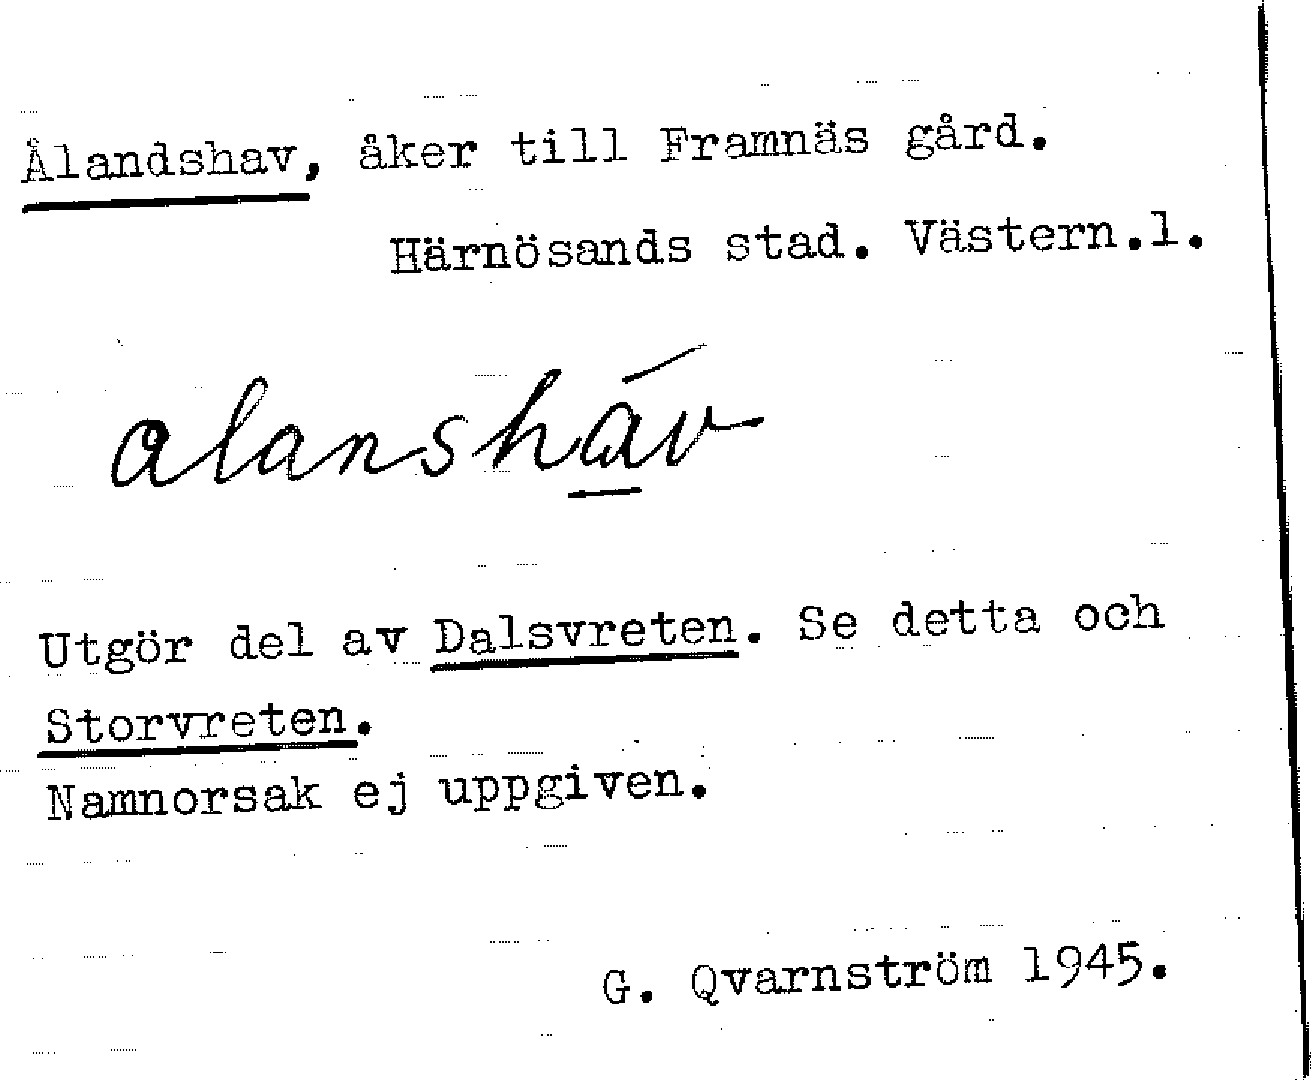 Ålandshav, åker till Framnäs gård.
Härnösands stad. Västern.l.
alanshá̱v
Utgör del av Dalsvreten. Se detta och
Storvreten.
Namnorsak ej uppgiven.
G. Qvarnström 1945.